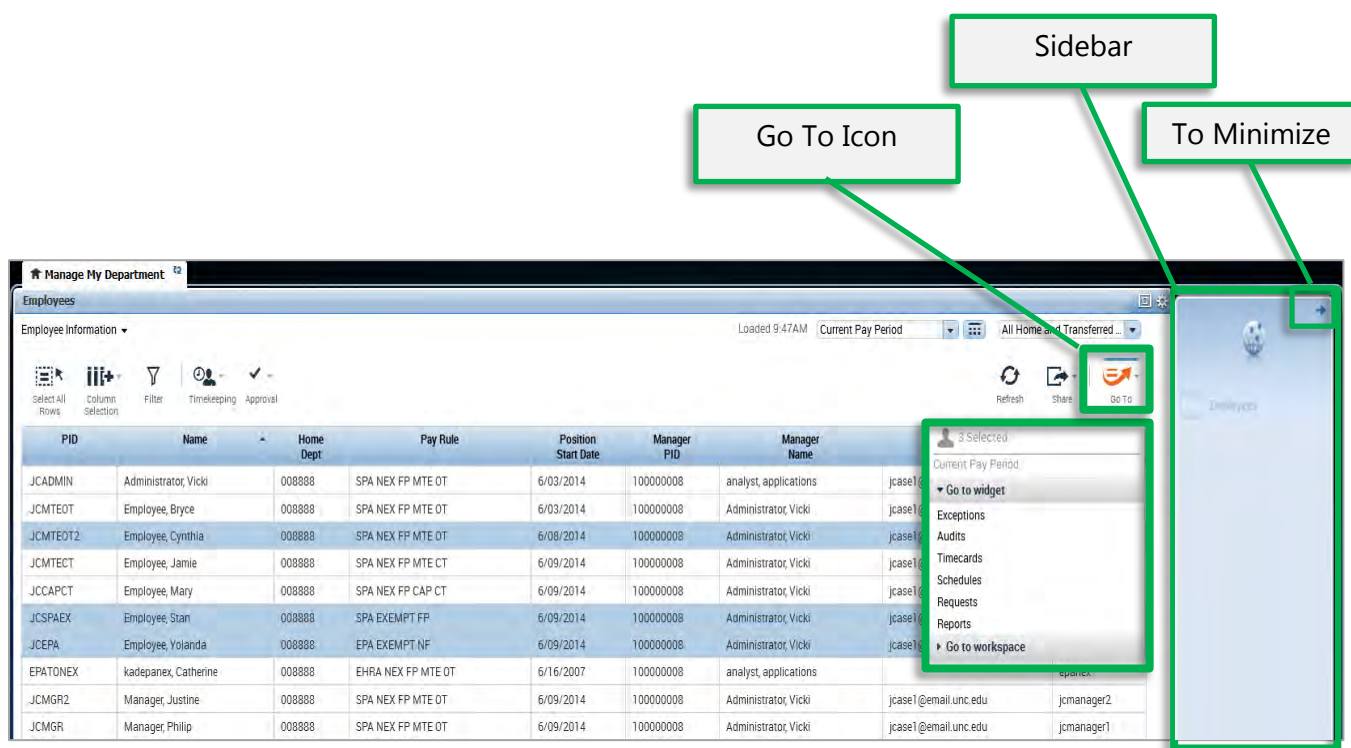 Sidebar
Go To Icon
To Minimize
Manage My Department
Employees
Employee Information
Loaded 9:47AM Current Pay Period All Home and Transferred ...
Select All Rows Column Selection Filter Timekeeping Approval Refresh Share Go To
Employees
PID Name Home Dept Pay Rule Position Start Date Manager PID Manager Name
JCADMIN Administrator, Vicki 008888 SPA NEX FP MTE OT 6/03/2014 100000008 analyst, applications jcase1@
JCMTEOT Employee, Bryce 008888 SPA NEX FP MTE OT 6/03/2014 100000008 Administrator, Vicki jcase1@
JCMTEOT2 Employee, Cynthia 008888 SPA NEX FP MTE OT 6/08/2014 100000008 Administrator, Vicki jcase1@
JCMTECT Employee, Jamie 008888 SPA NEX FP MTE CT 6/09/2014 100000008 Administrator, Vicki jcase1@
JCCAPCT Employee, Mary 008888 SPA NEX FP CAP CT 6/09/2014 100000008 Administrator, Vicki jcase1@
JCSPAEX Employee, Stan 008888 SPA EXEMPT FP 6/09/2014 100000008 Administrator, Vicki jcase1@
JCEPA Employee, Yolanda 008888 EPA EXEMPT NF 6/09/2014 100000008 Administrator, Vicki jcase1@
EPATONEX kadepanex, Catherine 008888 EHRA NEX FP MTE OT 6/16/2007 100000008 analyst, applications epanex
JCMGR2 Manager, Justine 008888 SPA NEX FP MTE OT 6/09/2014 100000008 Administrator, Vicki jcase1@email.unc.edu jcmanager2
JCMGR Manager, Philip 008888 SPA NEX FP MTE OT 6/09/2014 100000008 Administrator, Vicki jcase1@email.unc.edu jcmanager1
3 Selected
Current Pay Period
Go to widget
Exceptions
Audits
Timecards
Schedules
Requests
Reports
Go to workspace